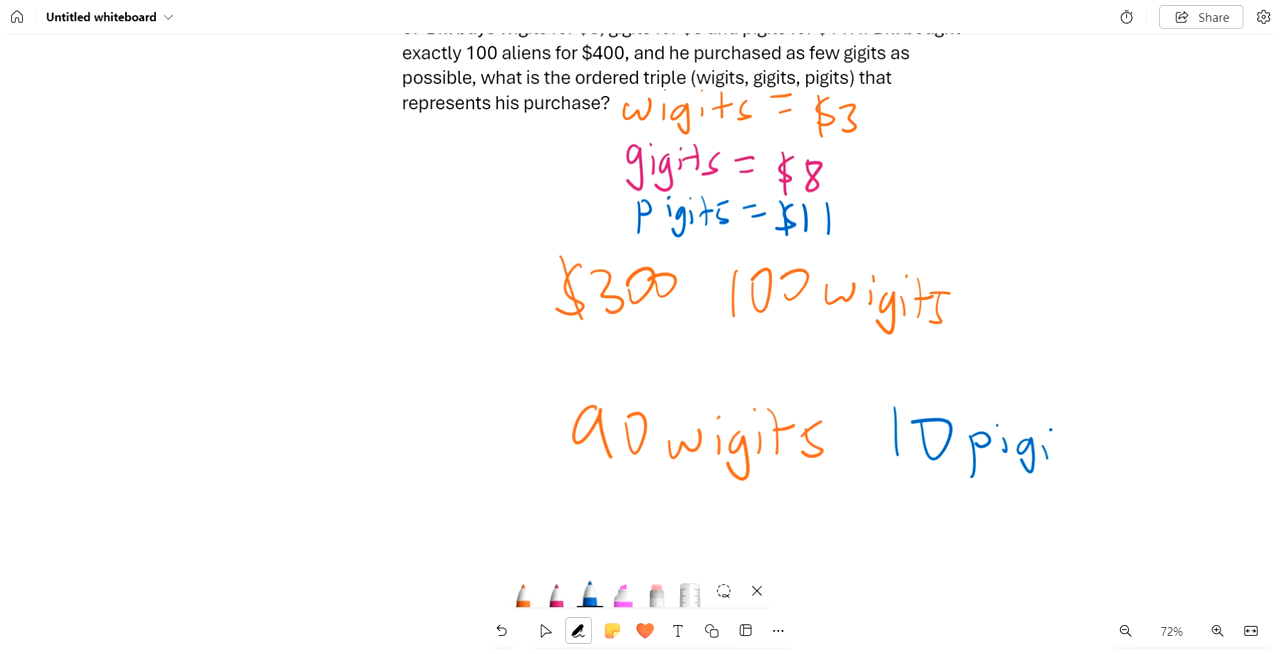 Untitled whiteboard
Share
exactly 100 aliens for $400, and he purchased as few gigits as
possible, what is the ordered triple (wigits, gigits, pigits) that
represents his purchase?
wigits = $3
gigits = $8
pigits = $11
$300 100 wigits
90 wigits 10 pigi
72%